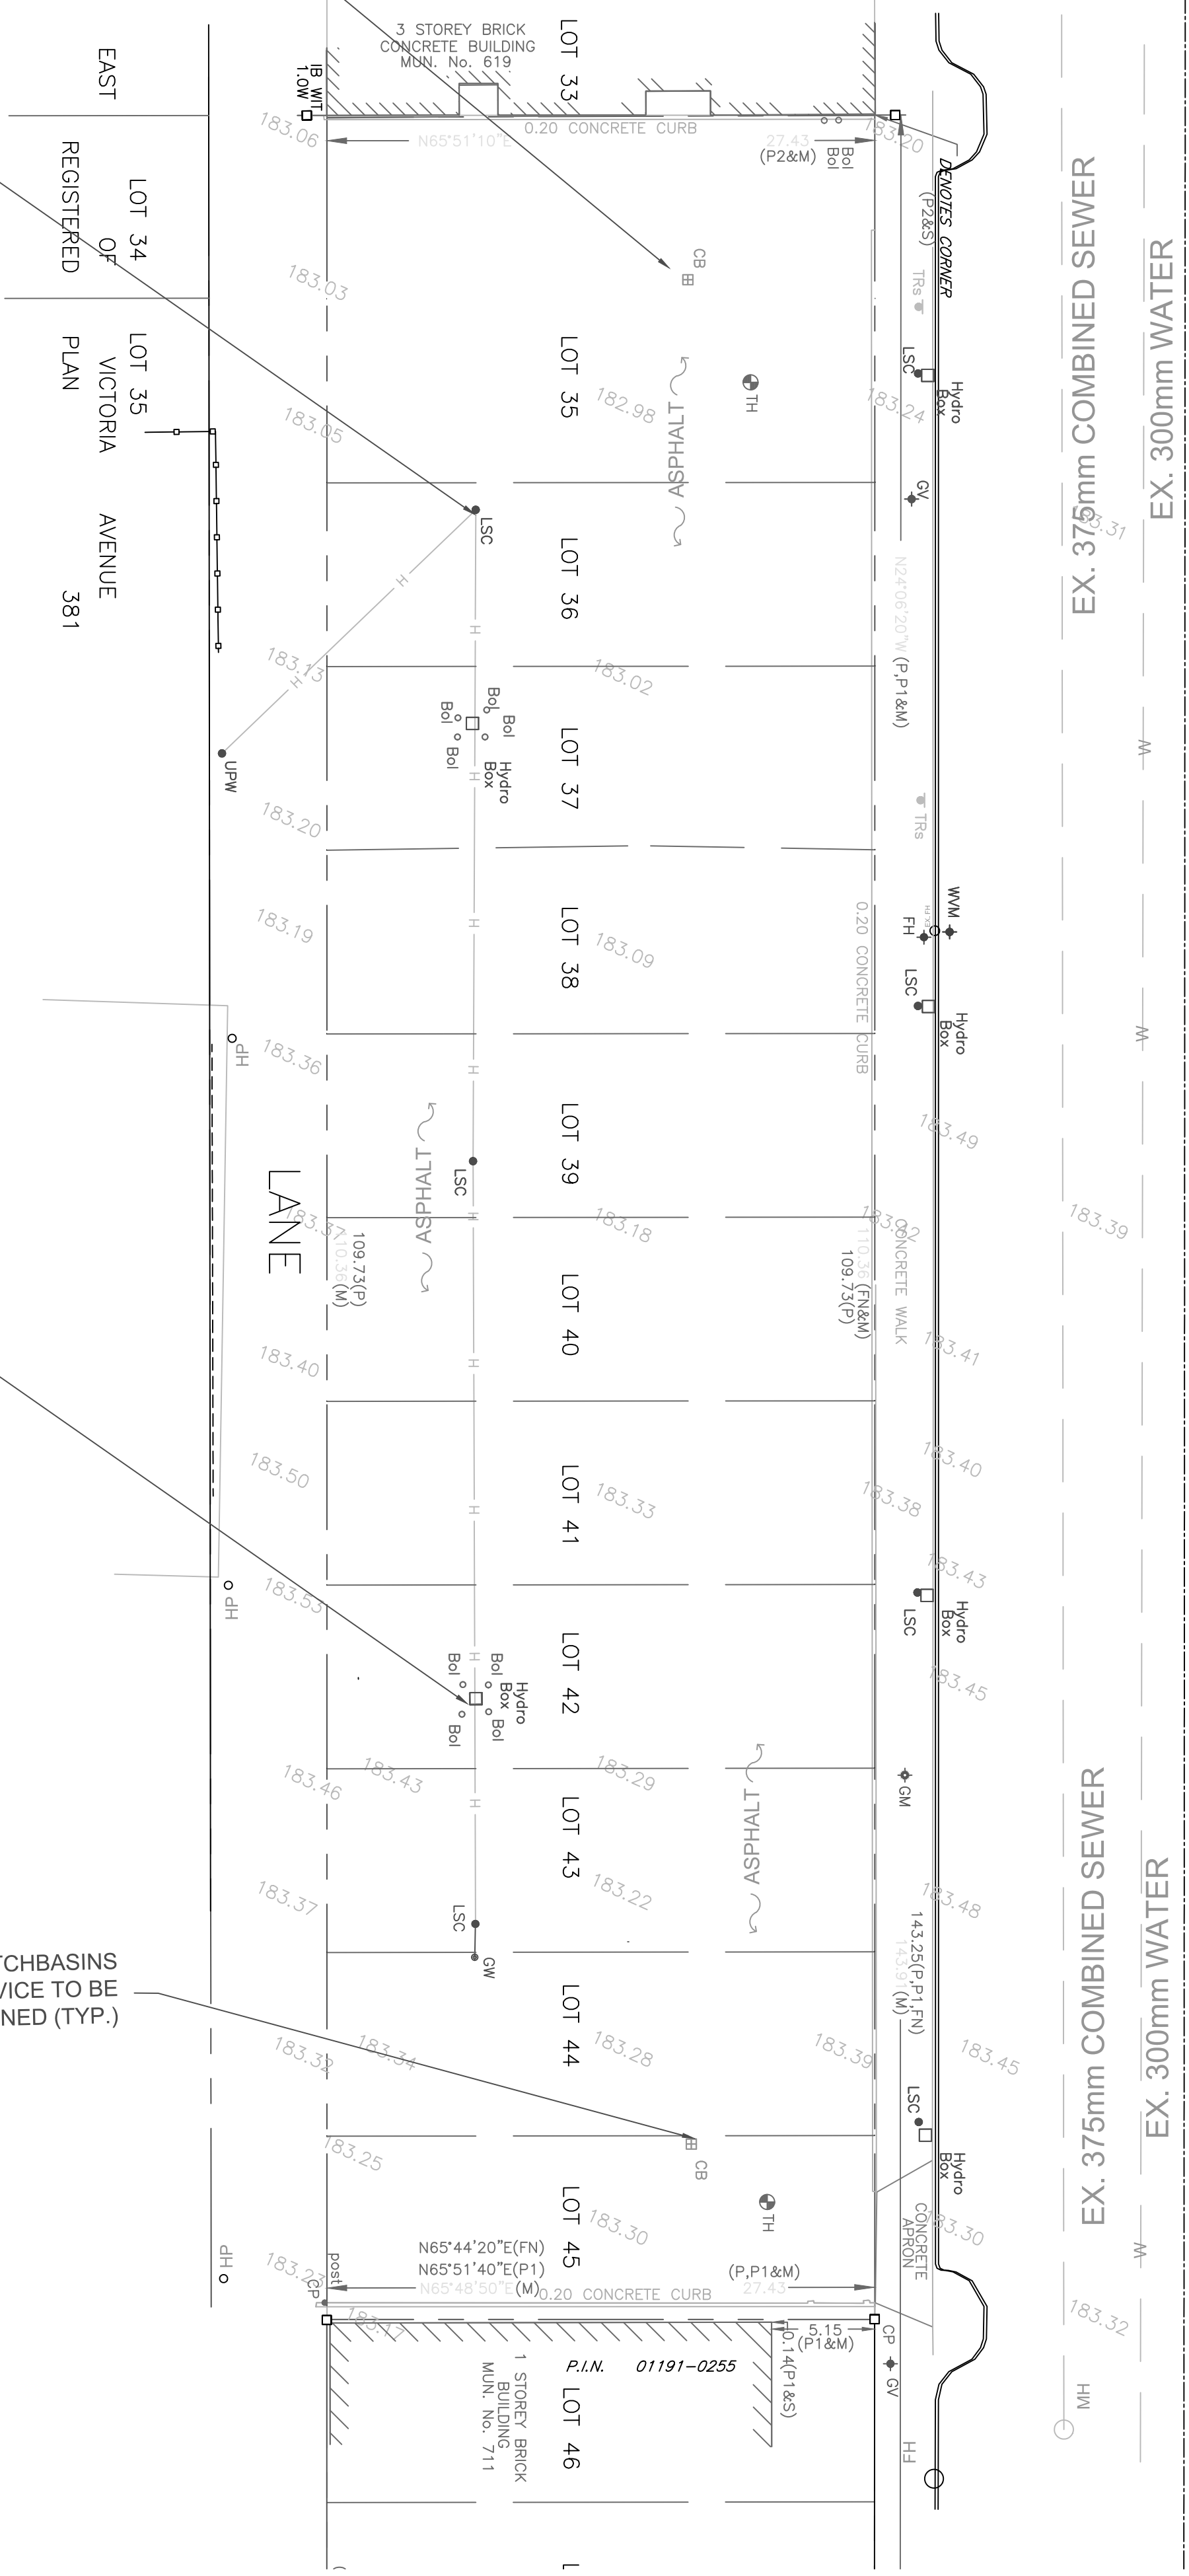 3 STOREY BRICK
CONCRETE BUILDING
MUN. No. 619
LOT 33
IB WIT
1.0W
183.06
0.20 CONCRETE CURB
N65°51'10"E
27.43
(P2&M)
Bol
Bol
183.20
DENOTES CORNER
(P2&S)
EX. 375mm COMBINED SEWER
EX. 300mm WATER
EAST
REGISTERED
LOT 34
OF
183.03
CB
TRs
LOT 35
VICTORIA
PLAN
AVENUE
381
183.05
LOT 35
182.98
ASPHALT
TH
183.24
LSC
Hydro
Box
GV
183.31
LSC
H
H
LOT 36
N24°06'20"W (P,P1&M)
183.13
H
183.02
Bol
Bol
Bol
Bol
Hydro
Box
H
LOT 37
W
UPW
183.20
TRs
183.19
H
LOT 38
183.09
0.20 CONCRETE CURB
EX.FH
FH
WVM
LSC
Hydro
Box
W
HP
183.36
H
ASPHALT
LOT 39
183.49
LSC
LANE
183.37
H
183.18
183.52
183.39
109.73(P)
110.36(M)
110.36(FN&M)
109.73(P)
CONCRETE WALK
LOT 40
183.40
H
183.41
183.50
LOT 41
H
183.33
183.38
183.40
183.43
HP
183.53
LSC
Hydro
Box
LOT 42
H
Bol
Bol
Bol
Bol
Hydro
Box
183.45
183.46
183.43
183.29
ASPHALT
GM
H
LOT 43
EX. 375mm COMBINED SEWER
EX. 300mm WATER
183.37
183.22
183.48
LSC
GW
143.25(P,P1,FN)
143.91(M)
TCHBASINS
VICE TO BE
NED (TYP.)
LOT 44
183.32
183.34
183.28
183.39
183.45
LSC
Hydro
Box
183.25
CB
W
TH
LOT 45
183.30
CONCRETE
APRON
183.30
HP
183.23
post
CP
N65°44'20"E(FN)
N65°51'40"E(P1)
N65°48'50"E(M)
(P,P1&M)
27.43
0.20 CONCRETE CURB
183.17
183.32
5.15
(P1&M)
0.14(P1&S)
CP
GV
P.I.N. 01191-0255
1 STOREY BRICK
BUILDING
MUN. No. 711
LOT 46
MH
FH